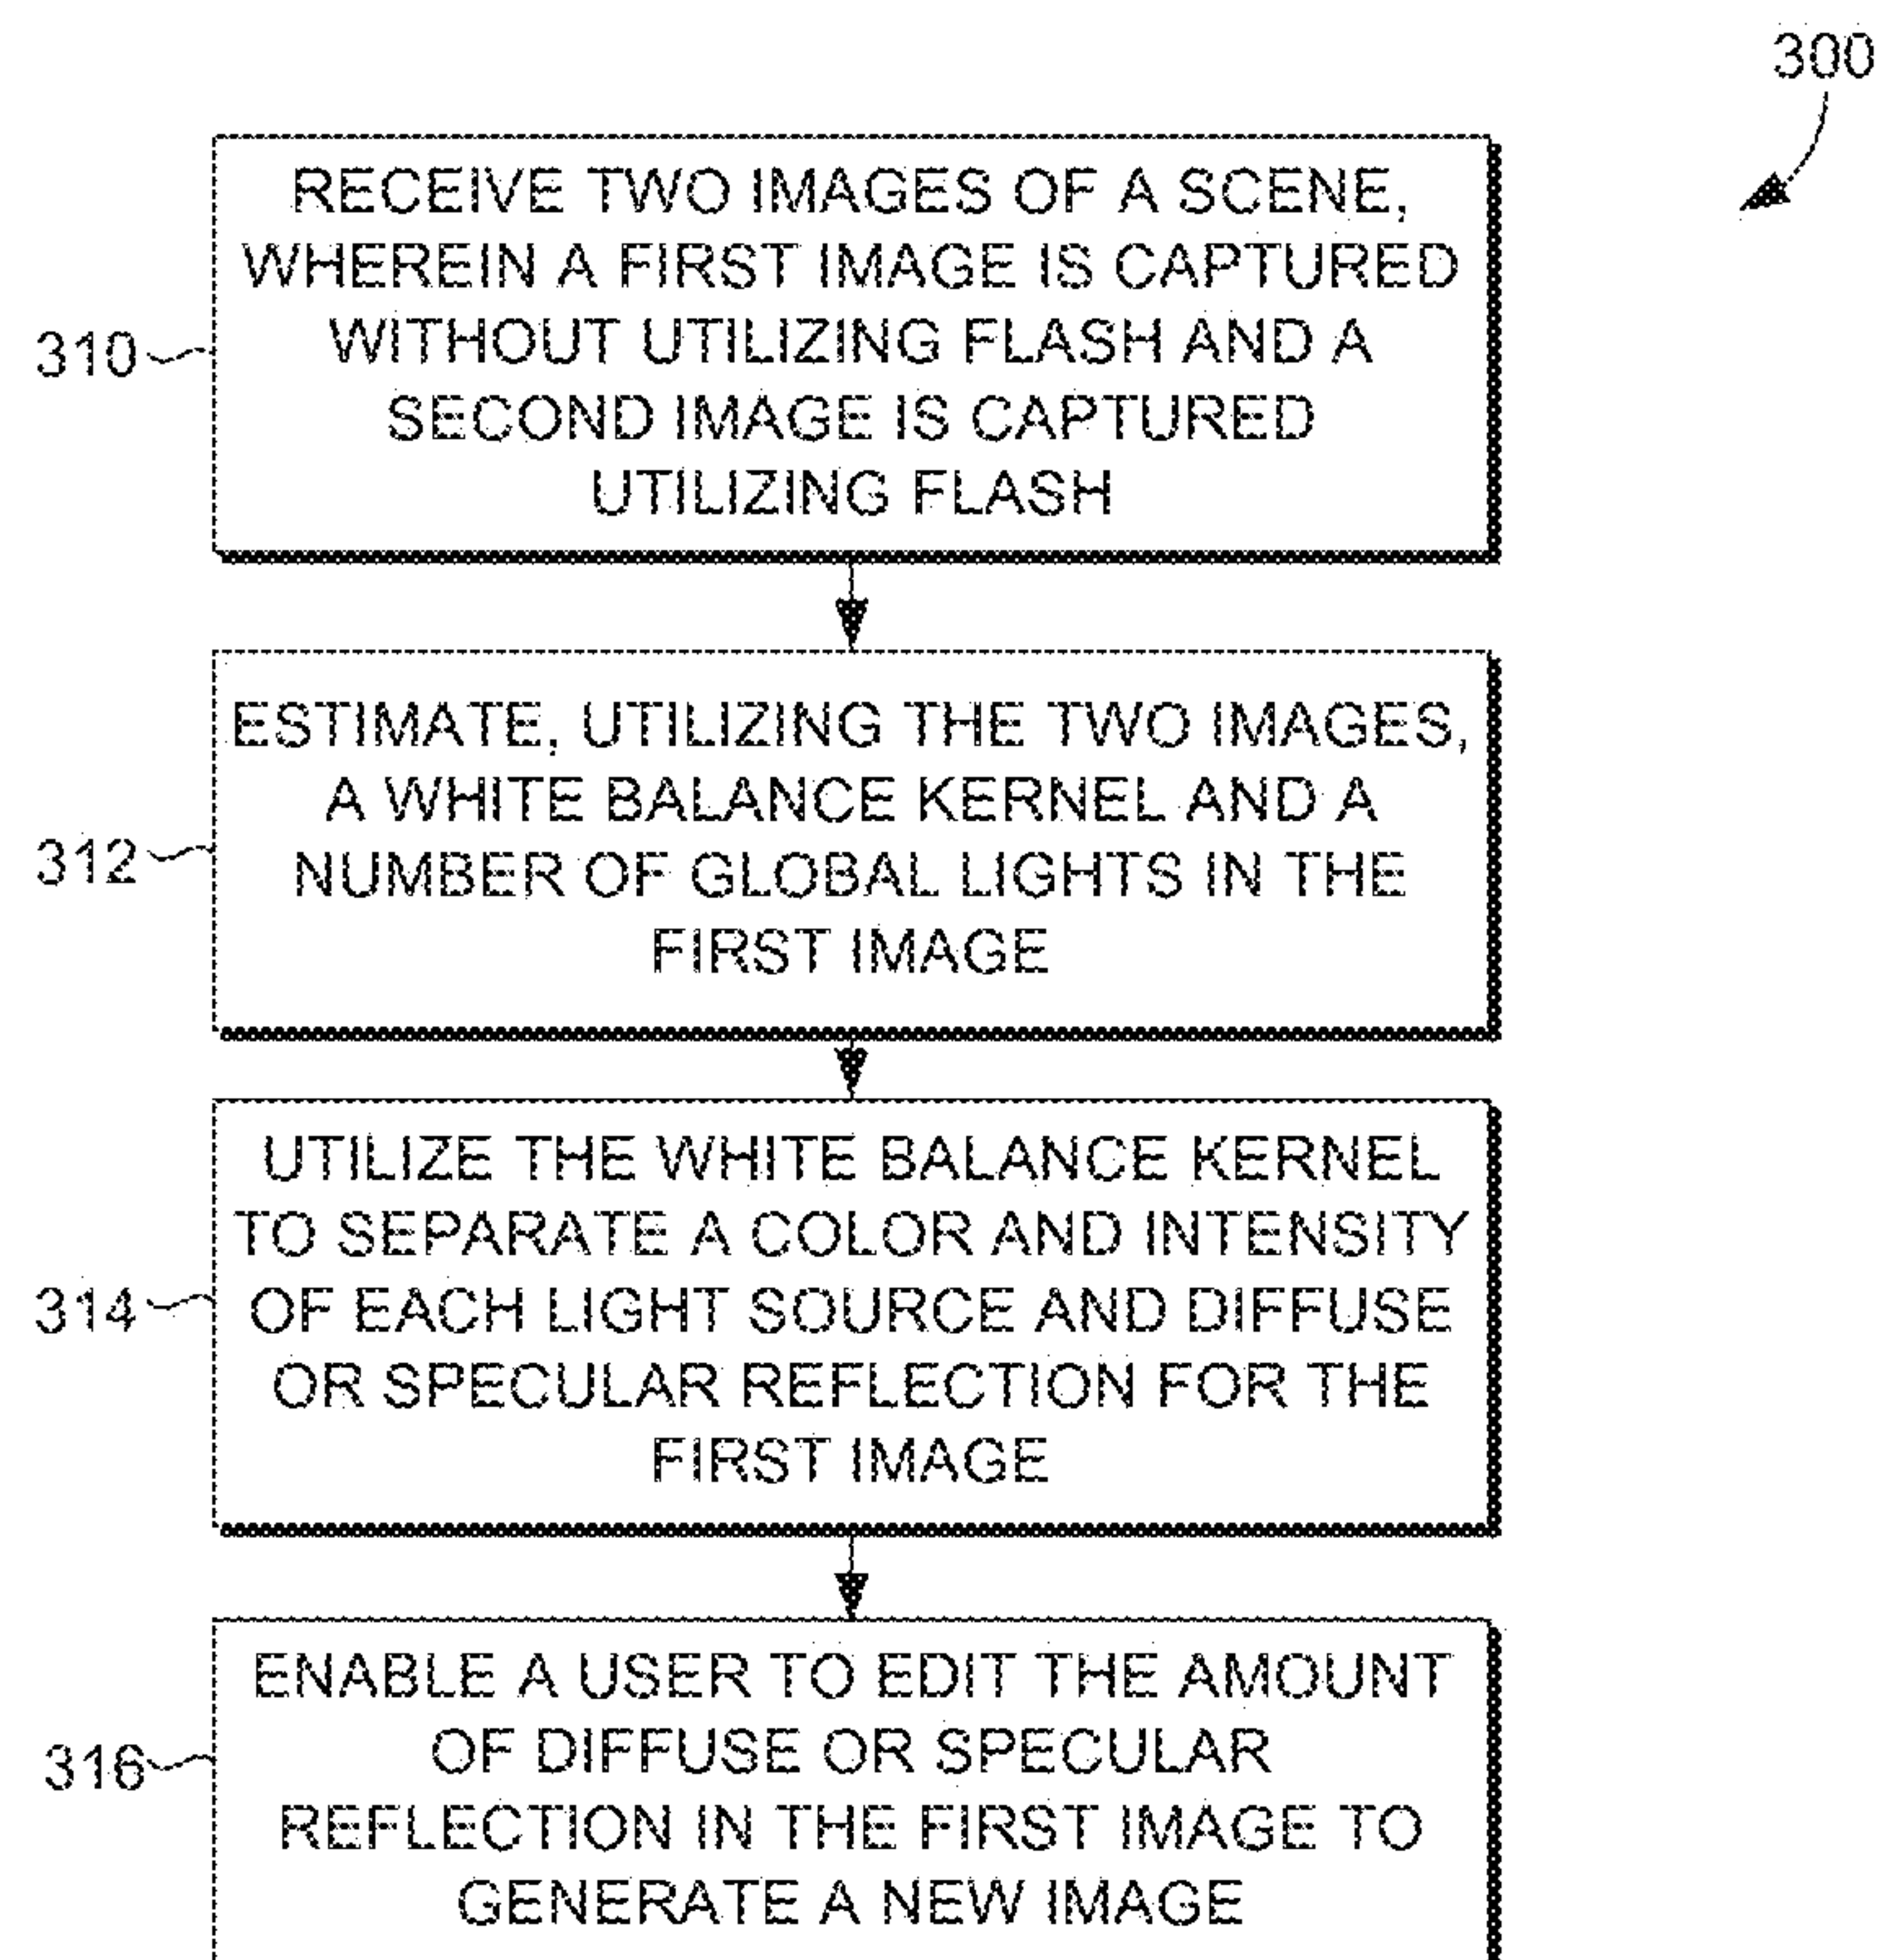 300
RECEIVE TWO IMAGES OF A SCENE,
WHEREIN A FIRST IMAGE IS CAPTURED
WITHOUT UTILIZING FLASH AND A
SECOND IMAGE IS CAPTURED
UTILIZING FLASH
310
ESTIMATE, UTILIZING THE TWO IMAGES,
A WHITE BALANCE KERNEL AND A
NUMBER OF GLOBAL LIGHTS IN THE
FIRST IMAGE
312
UTILIZE THE WHITE BALANCE KERNEL
TO SEPARATE A COLOR AND INTENSITY
OF EACH LIGHT SOURCE AND DIFFUSE
OR SPECULAR REFLECTION FOR THE
FIRST IMAGE
314
ENABLE A USER TO EDIT THE AMOUNT
OF DIFFUSE OR SPECULAR
REFLECTION IN THE FIRST IMAGE TO
GENERATE A NEW IMAGE
316